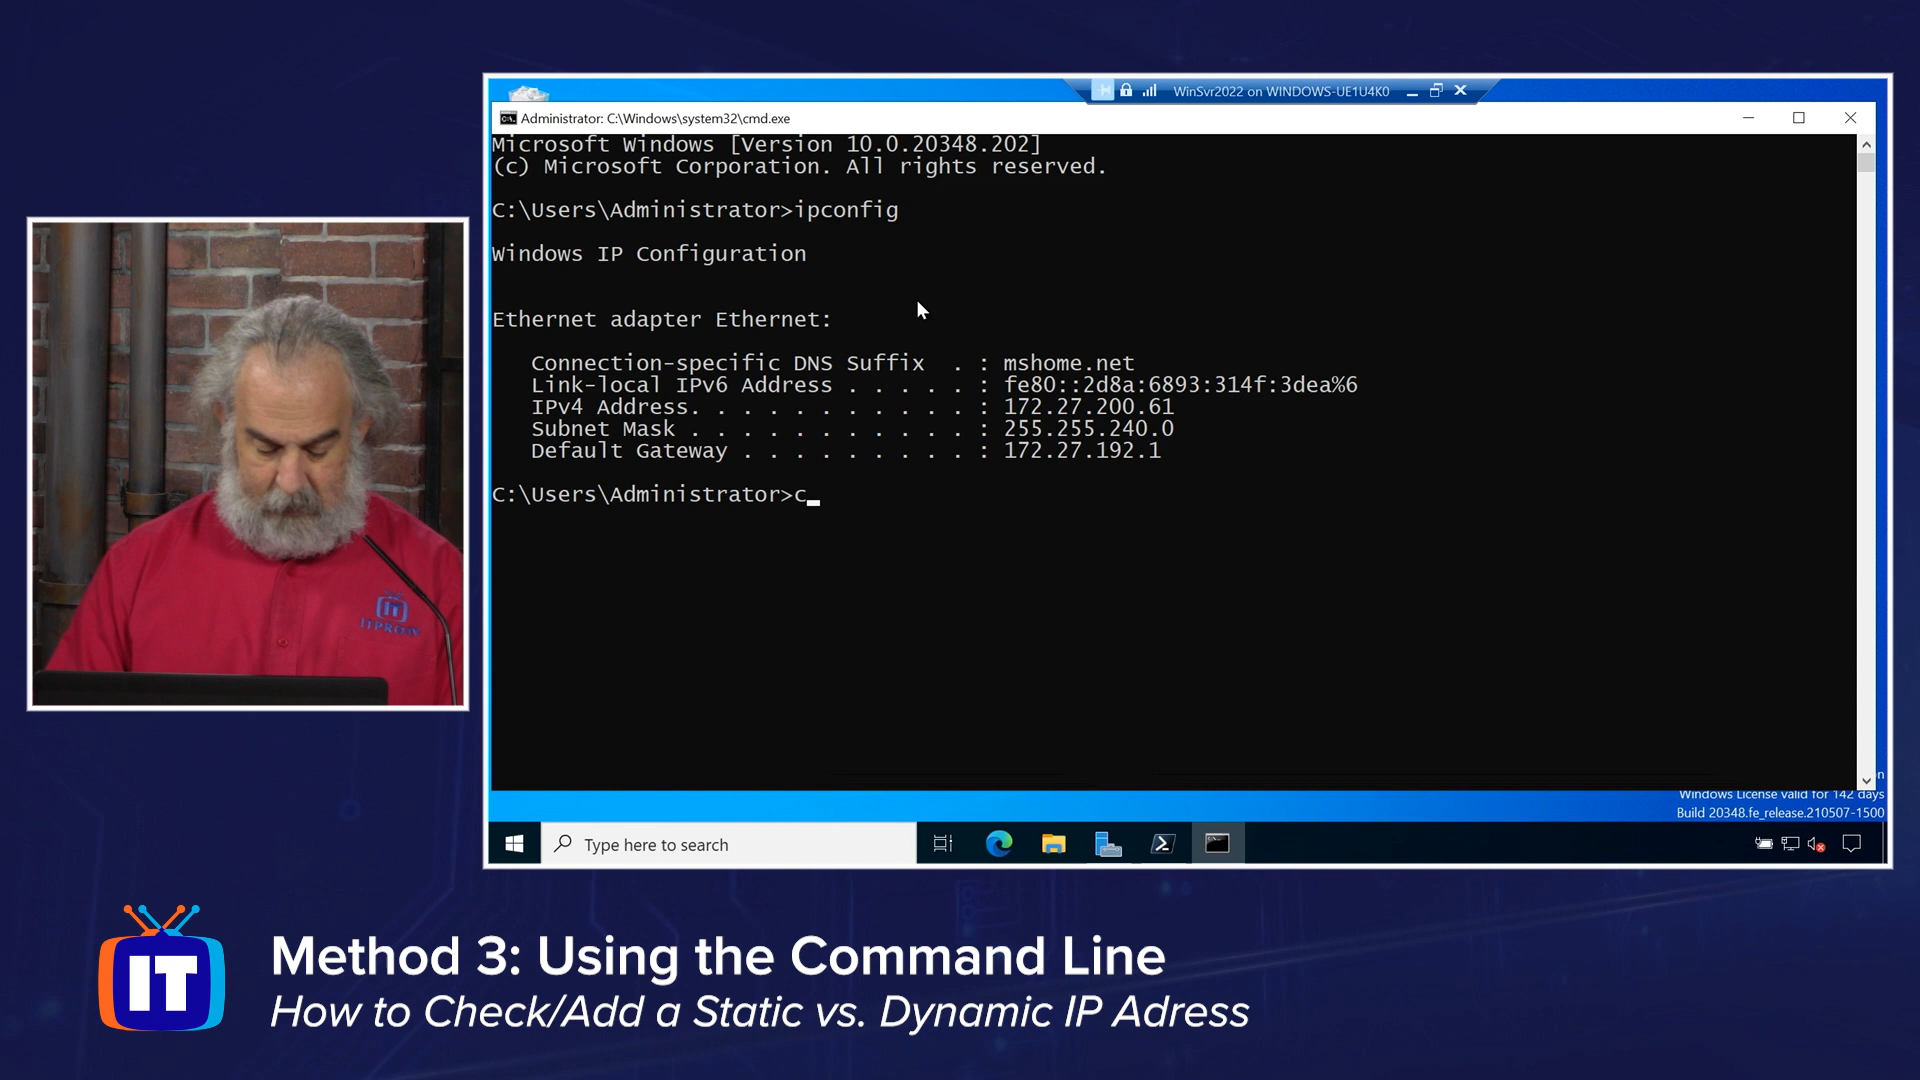 WinSvr2022 on WINDOWS-UE1U4K0
Administrator: C:\Windows\system32\cmd.exe
Microsoft Windows [Version 10.0.20348.202]
(c) Microsoft Corporation. All rights reserved.
C:\Users\Administrator>ipconfig
Windows IP Configuration
Ethernet adapter Ethernet:
Connection-specific DNS Suffix  . : mshome.net
Link-local IPv6 Address . . . . . : fe80::2d8a:6893:314f:3dea%6
IPv4 Address. . . . . . . . . . . : 172.27.200.61
Subnet Mask . . . . . . . . . . . : 255.255.240.0
Default Gateway . . . . . . . . . : 172.27.192.1
C:\Users\Administrator>c_
Windows License valid for 142 days
Build 20348.fe_release.210507-1500
Type here to search
IT
Method 3: Using the Command Line
How to Check/Add a Static vs. Dynamic IP Adress